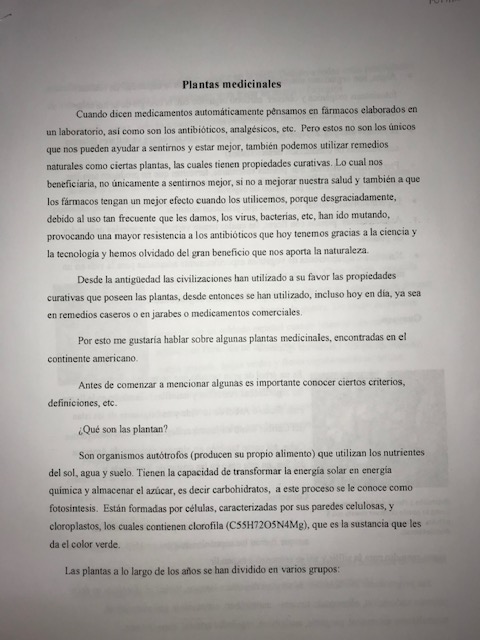 Plantas medicinales
Cuando dicen medicamentos automáticamente pensamos en fármacos elaborados en
un laboratorio, así como son los antibióticos, analgésicos, etc. Pero estos no son los únicos
que nos pueden ayudar a sentirnos y estar mejor, también podemos utilizar remedios
naturales como ciertas plantas, las cuales tienen propiedades curativas. Lo cual nos
beneficiaria, no únicamente a sentirnos mejor, si no a mejorar nuestra salud y también a que
los fármacos tengan un mejor efecto cuando los utilicemos, porque desgraciadamente,
debido al uso tan frecuente que les damos, los virus, bacterias, etc, han ido mutando,
provocando una mayor resistencia a los antibióticos que hoy tenemos gracias a la ciencia y
la tecnología y hemos olvidado del gran beneficio que nos aporta la naturaleza.
Desde la antigüedad las civilizaciones han utilizado a su favor las propiedades
curativas que poseen las plantas, desde entonces se han utilizado, incluso hoy en día, ya sea
en remedios caseros o en jarabes o medicamentos comerciales.
Por esto me gustaría hablar sobre algunas plantas medicinales, encontradas en el
continente americano.
Antes de comenzar a mencionar algunas es importante conocer ciertos criterios,
definiciones, etc.
¿Qué son las plantan?
Son organismos autótrofos (producen su propio alimento) que utilizan los nutrientes
del sol, agua y suelo. Tienen la capacidad de transformar la energía solar en energía
química y almacenar el azúcar, es decir carbohidratos, a este proceso se le conoce como
fotosíntesis. Están formadas por células, caracterizadas por sus paredes celulosas, y
cloroplastos, los cuales contienen clorofila (C55H72O5N4Mg), que es la sustancia que les
da el color verde.
Las plantas a lo largo de los años se han dividido en varios grupos: